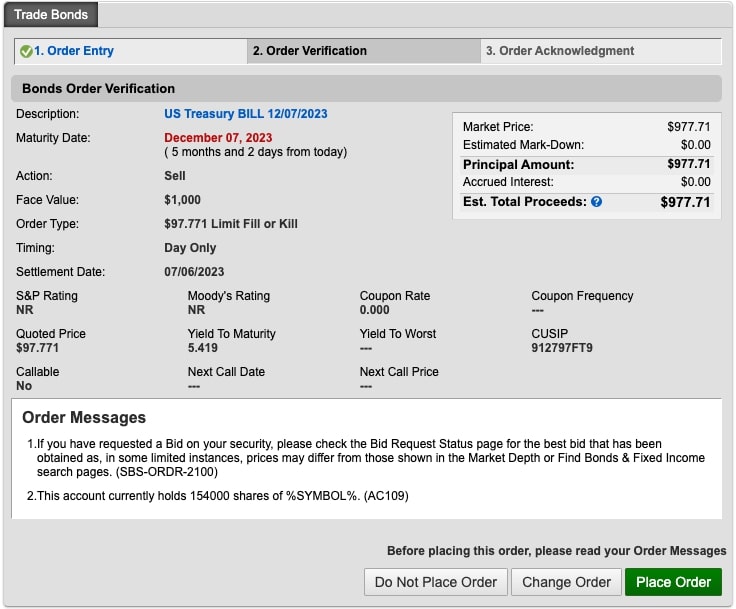 Trade Bonds
1. Order Entry
2. Order Verification
3. Order Acknowledgment
Bonds Order Verification
Description: US Treasury BILL 12/07/2023
Maturity Date: December 07, 2023
( 5 months and 2 days from today)
Action: Sell
Face Value: $1,000
Order Type: $97.771 Limit Fill or Kill
Timing: Day Only
Settlement Date: 07/06/2023
Market Price: $977.71
Estimated Mark-Down: $0.00
Principal Amount: $977.71
Accrued Interest: $0.00
Est. Total Proceeds: ? $977.71
S&P Rating Moody's Rating Coupon Rate Coupon Frequency
NR NR 0.000 ---
Quoted Price Yield To Maturity Yield To Worst CUSIP
$97.771 5.419 --- 912797FT9
Callable Next Call Date Next Call Price
No --- ---
Order Messages
1.If you have requested a Bid on your security, please check the Bid Request Status page for the best bid that has been
obtained as, in some limited instances, prices may differ from those shown in the Market Depth or Find Bonds & Fixed Income
search pages. (SBS-ORDR-2100)
2.This account currently holds 154000 shares of %SYMBOL%. (AC109)
Before placing this order, please read your Order Messages
Do Not Place Order Change Order Place Order